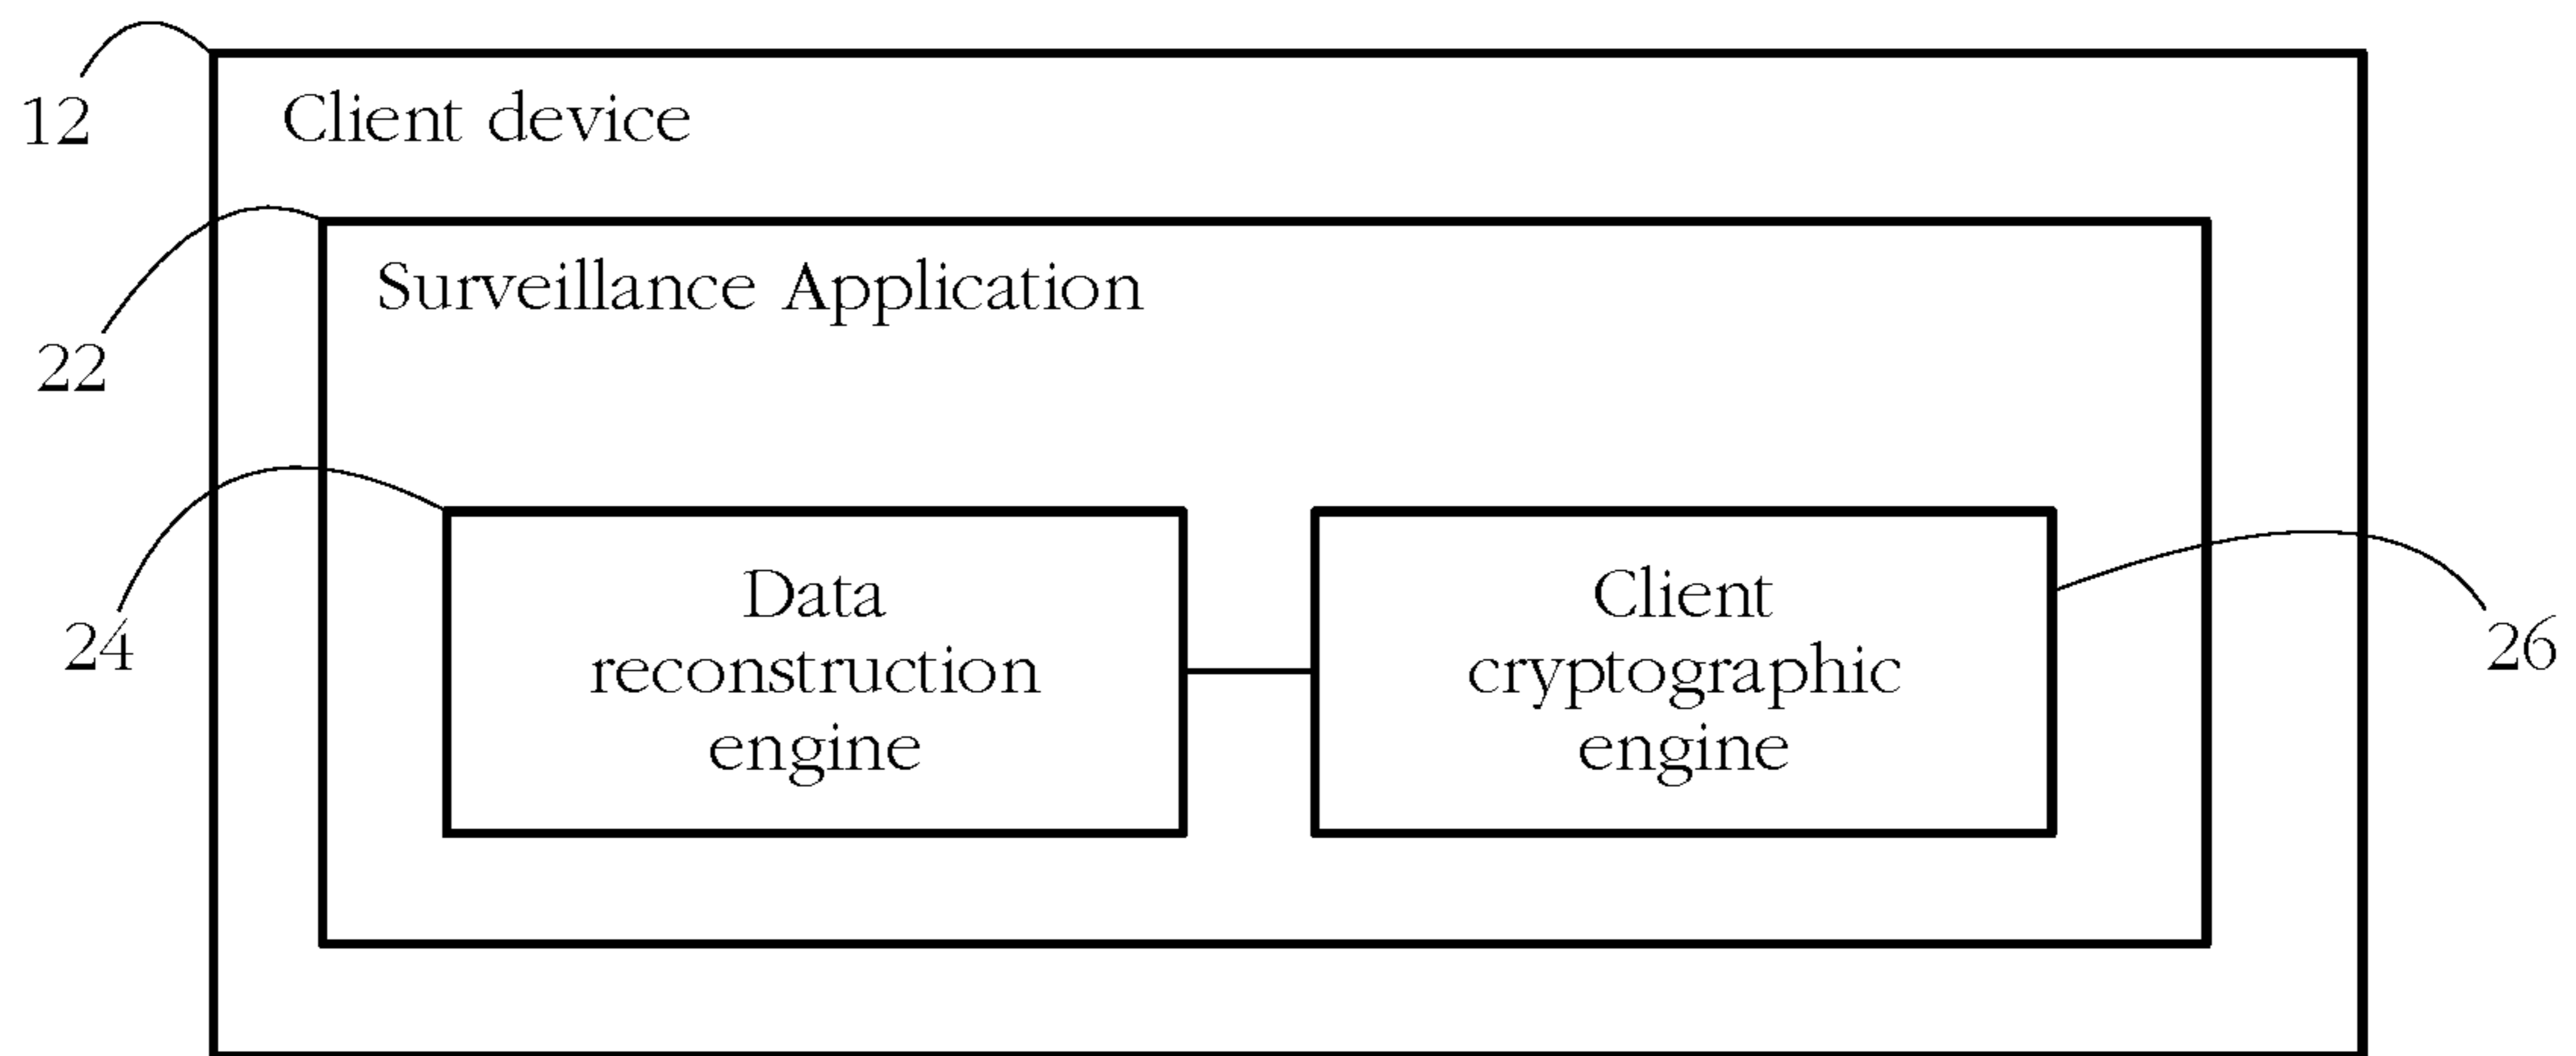 12
Client device
22
Surveillance Application
24
Data
reconstruction
engine
Client
cryptographic
engine
26